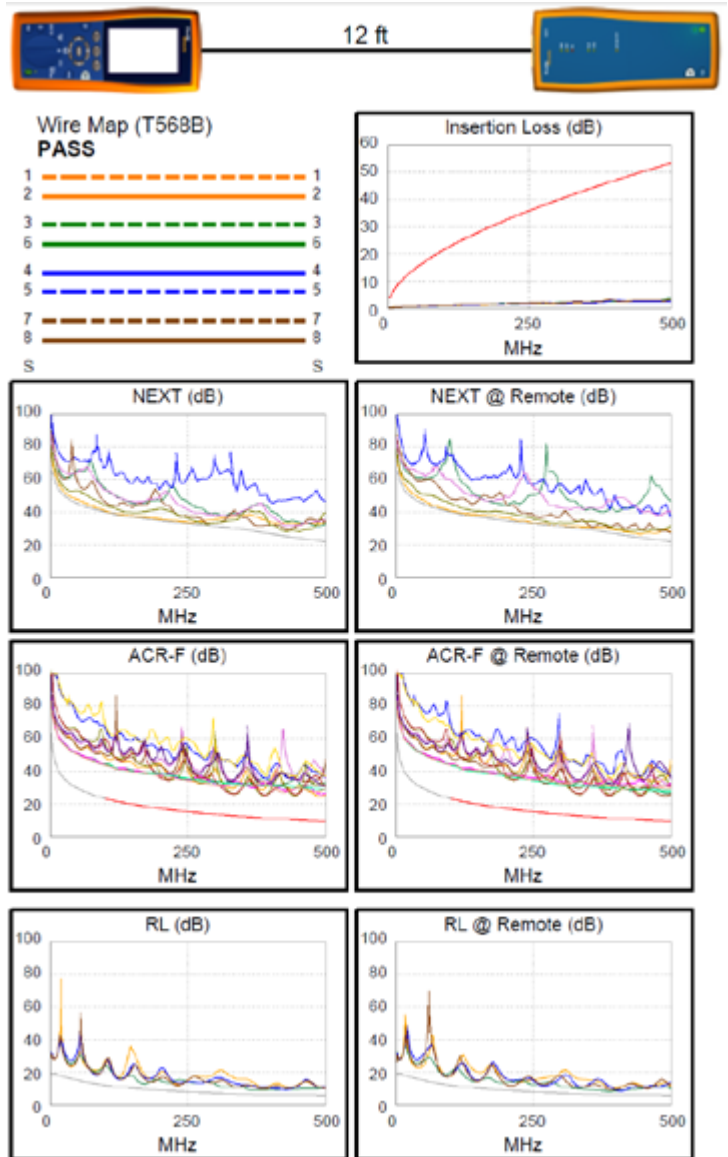 12 ft
Wire Map (T568B)
PASS
1 1
2 2
3 3
6 6
4 4
5 5
7 7
8 8
S S
Insertion Loss (dB)
60
50
40
30
20
10
0
0 250 500
MHz
NEXT (dB)
100
80
60
40
20
0
0 250 500
MHz
NEXT @ Remote (dB)
100
80
60
40
20
0
0 250 500
MHz
ACR-F (dB)
100
80
60
40
20
0
0 250 500
MHz
ACR-F @ Remote (dB)
100
80
60
40
20
0
0 250 500
MHz
RL (dB)
100
80
60
40
20
0
0 250 500
MHz
RL @ Remote (dB)
100
80
60
40
20
0
0 250 500
MHz